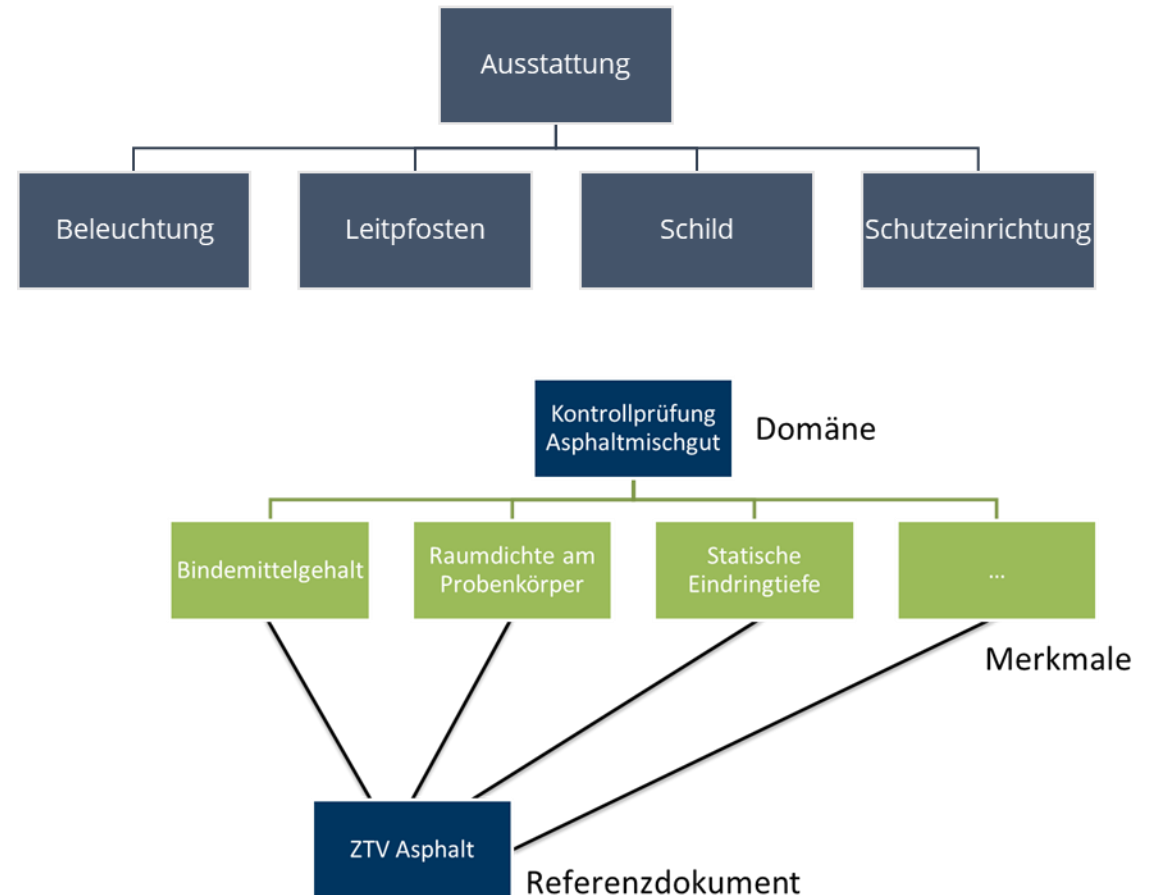 Ausstattung
Beleuchtung
Leitpfosten
Schild
Schutzeinrichtung
Kontrollprüfung
Asphaltmischgut
Domäne
Bindemittelgehalt
Raumdichte am
Probenkörper
Statische
Eindringtiefe
...
Merkmale
ZTV Asphalt
Referenzdokument